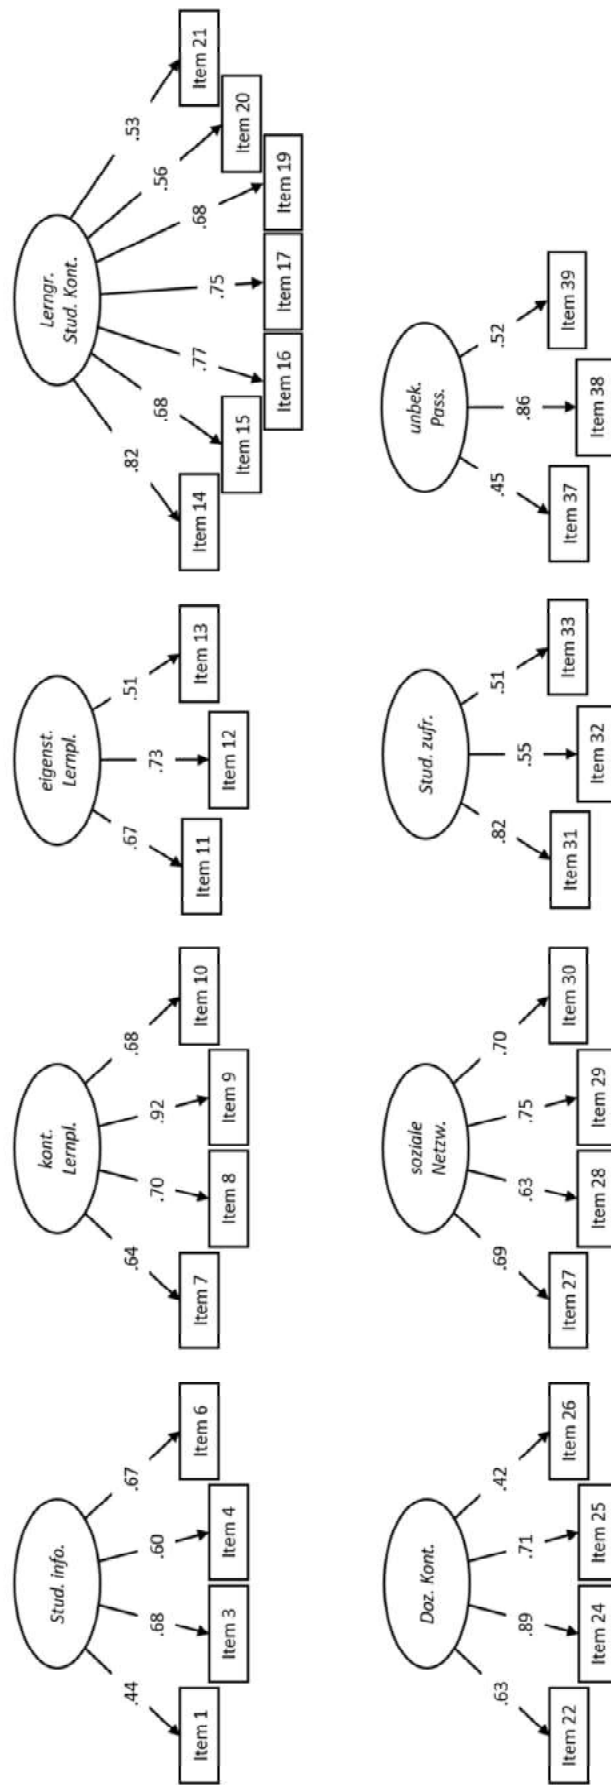 Stud. info.
.44
.68
.60
.67
Item 1
Item 3
Item 4
Item 6
kont.
Lernpl.
.64
.70
.92
.68
Item 7
Item 8
Item 9
Item 10
eigenst.
Lernpl.
.67
.73
.51
Item 11
Item 12
Item 13
Lerngr.
Stud. Kont.
.82
.68
.77
.75
.68
.56
.53
Item 14
Item 15
Item 16
Item 17
Item 19
Item 20
Item 21
Doz. Kont.
.63
.89
.71
.42
Item 22
Item 24
Item 25
Item 26
soziale
Netzw.
.69
.63
.75
.70
Item 27
Item 28
Item 29
Item 30
Stud. zufr.
.82
.55
.51
Item 31
Item 32
Item 33
unbek.
Pass.
.45
.86
.52
Item 37
Item 38
Item 39